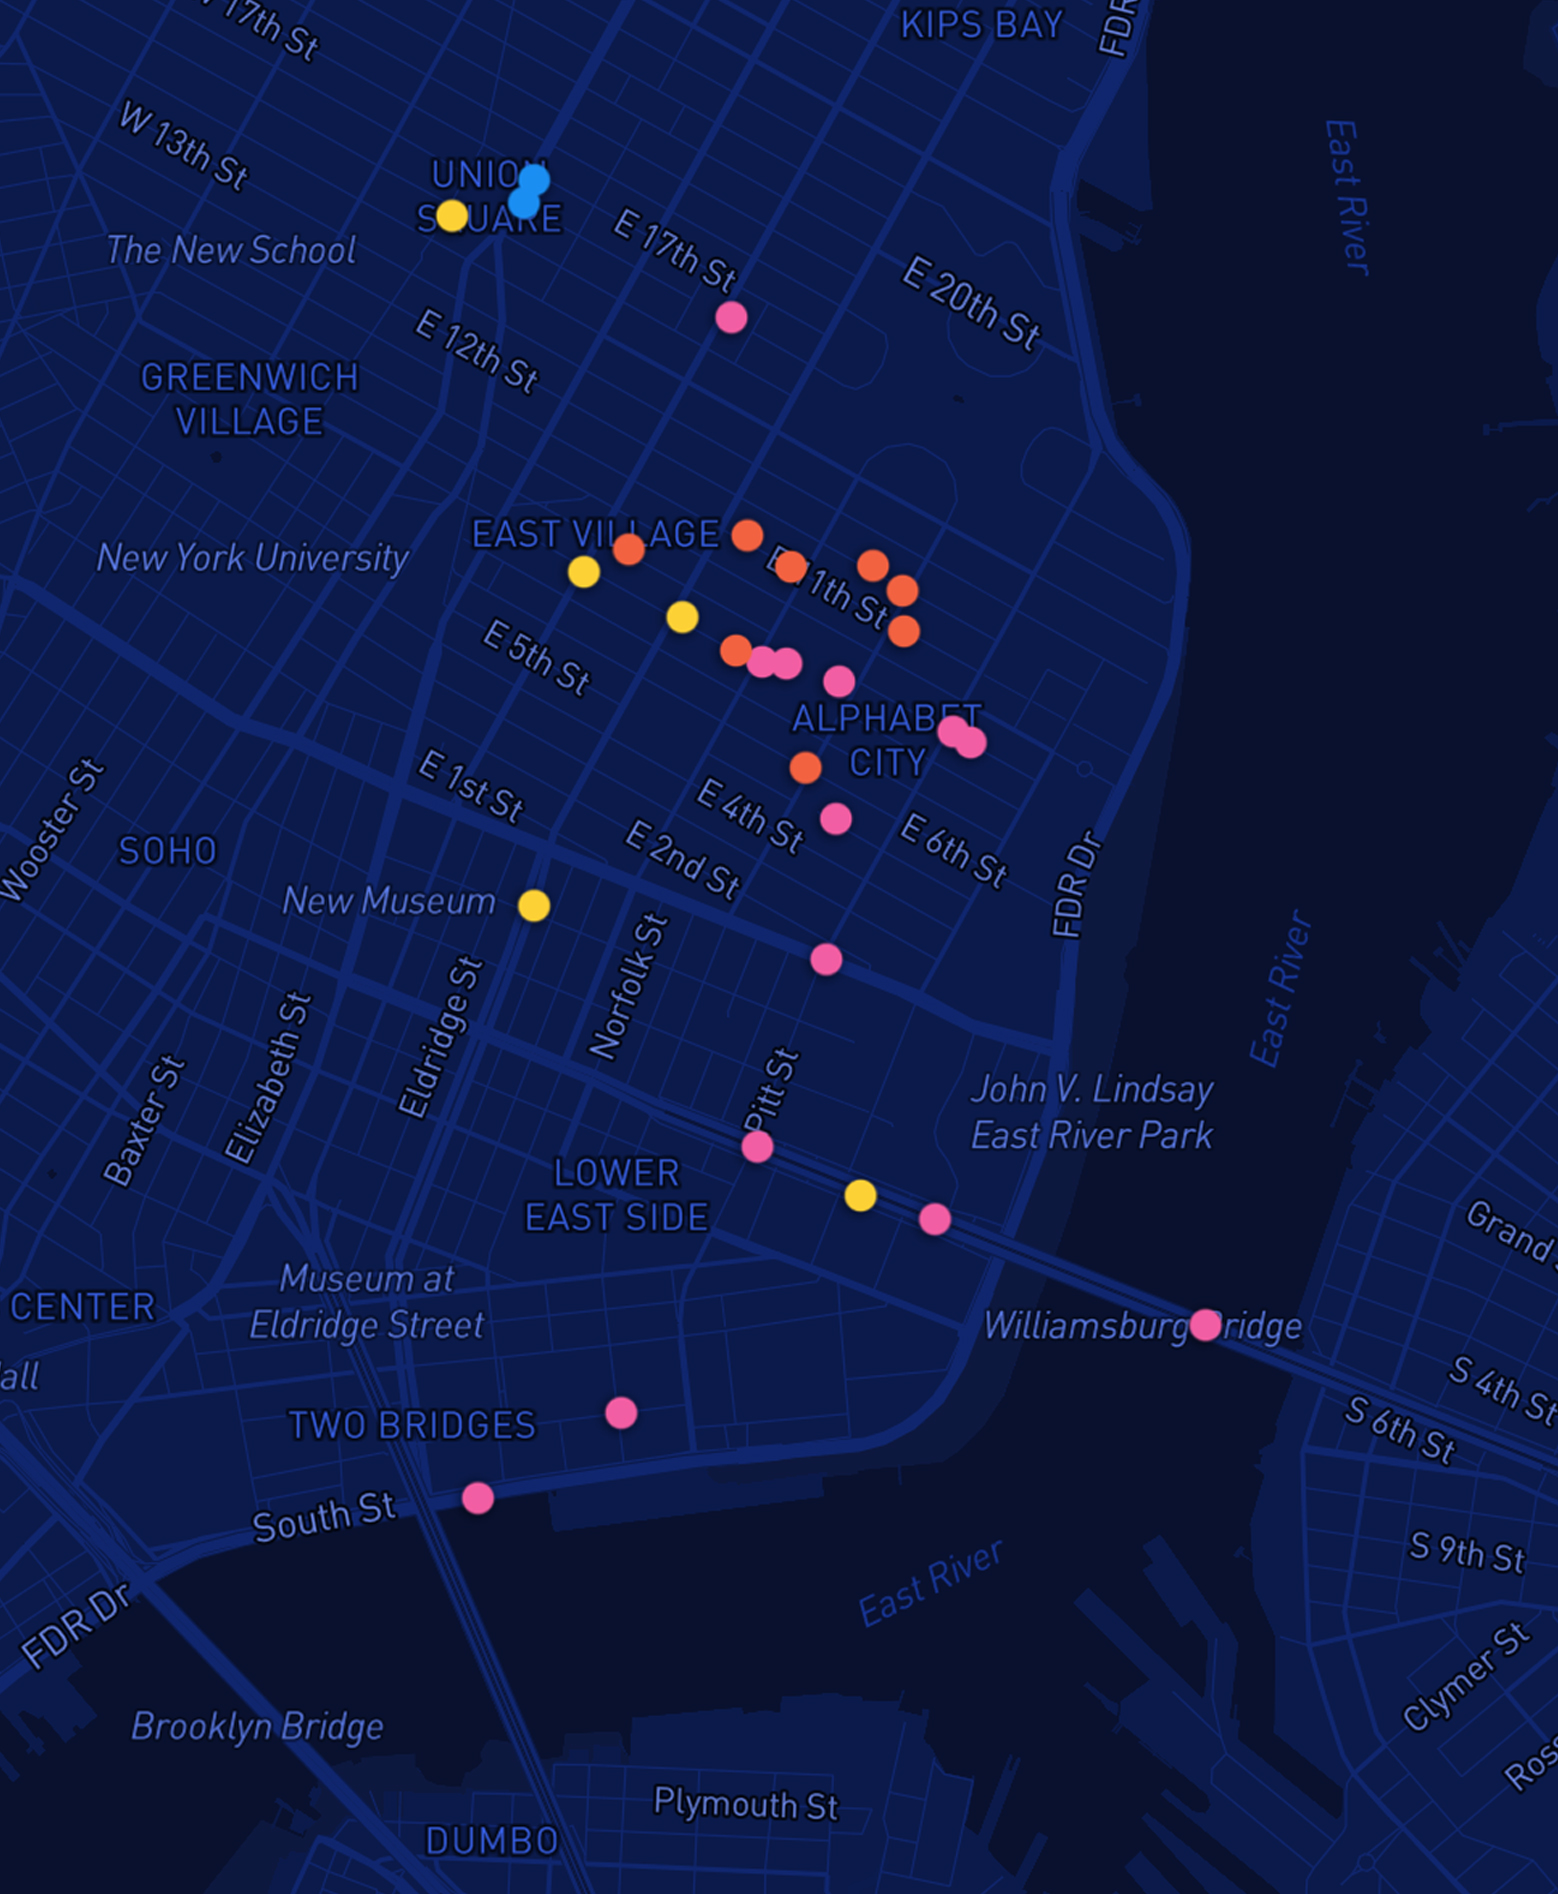 KIPS BAY
FDR
17th St
W 13th St
UNION
SQUARE
East River
The New School
E 17th St
E 20th St
E 12th St
GREENWICH
VILLAGE
EAST VILLAGE
New York University
E 11th St
E 5th St
ALPHABET
CITY
E 1st St
E 4th St
Wooster St
SOHO
E 2nd St
E 6th St
FDR Dr
New Museum
Norfolk St
Eldridge St
East River
Elizabeth St
Baxter St
Pitt St
John V. Lindsay
East River Park
LOWER
EAST SIDE
Grand
Museum at
Eldridge Street
CENTER
Williamsburg Bridge
all
S 4th St
TWO BRIDGES
S 6th St
South St
S 9th St
East River
FDR Dr
Clymer St
Brooklyn Bridge
Ross
Plymouth St
DUMBO